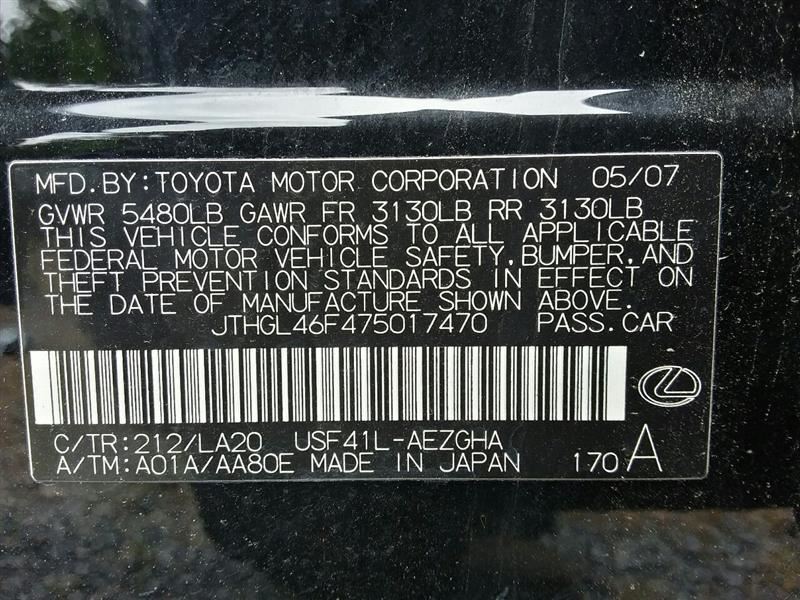 MFD.BY:TOYOTA MOTOR CORPORATION 05/07
GVWR 5480LB GAWR FR 3130LB RR 3130LB
THIS VEHICLE CONFORMS TO ALL APPLICABLE
FEDERAL MOTOR VEHICLE SAFETY,BUMPER,AND
THEFT PREVENTION STANDARDS IN EFFECT ON
THE DATE OF MANUFACTURE SHOWN ABOVE.
JTHGL46F475017470 PASS.CAR
C/TR:212/LA20 USF41L-AEZGHA
A/TM:A01A/AA80E MADE IN JAPAN 170 A